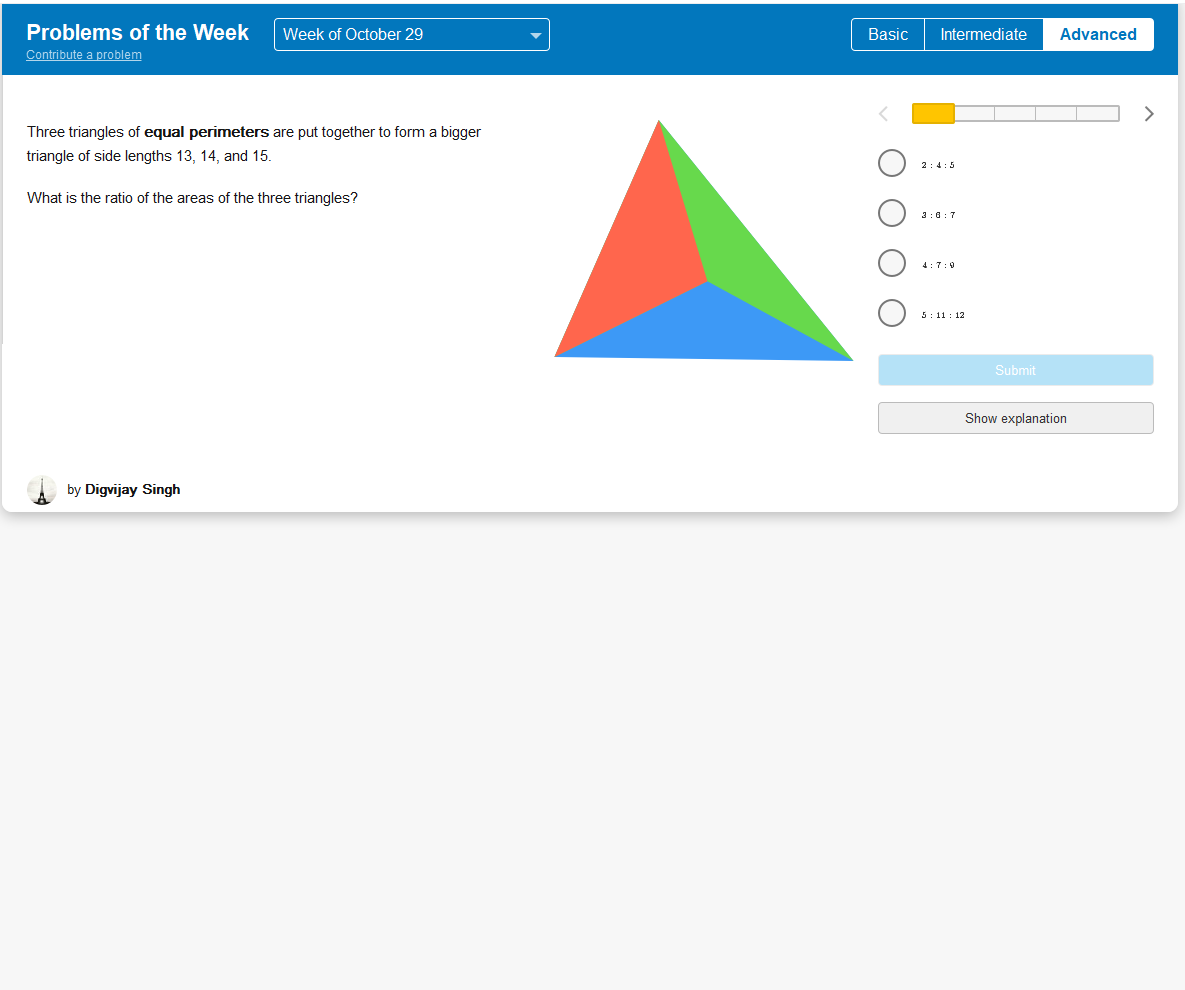 Problems of the Week
Contribute a problem
Week of October 29
Basic
Intermediate
Advanced
Three triangles of equal perimeters are put together to form a bigger
triangle of side lengths 13, 14, and 15.
What is the ratio of the areas of the three triangles?
2 : 4 : 5
3 : 6 : 7
4 : 7 : 9
5 : 11 : 12
Submit
Show explanation
by Digvijay Singh